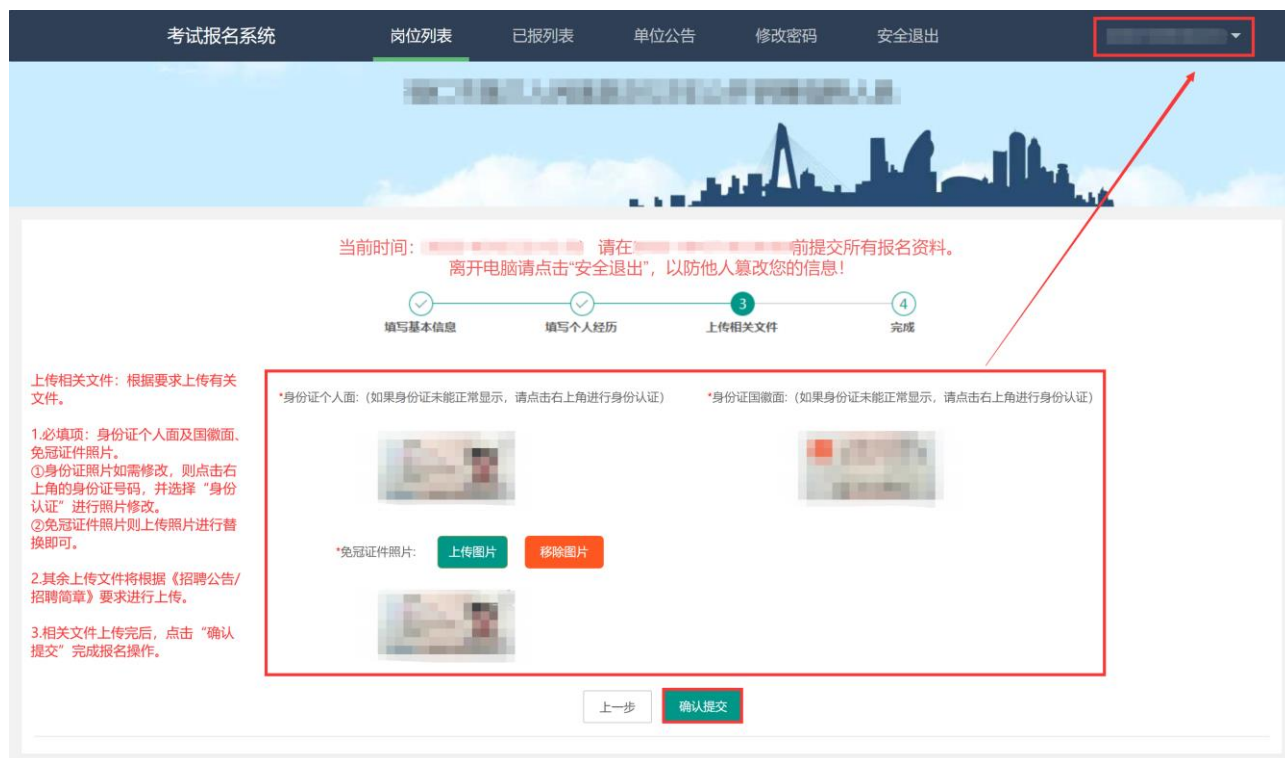 考试报名系统 岗位列表 已报列表 单位公告 修改密码 安全退出
当前时间： 请在 前提交所有报名资料。
离开电脑请点击“安全退出”，以防他人篡改您的信息！
3 4
填写基本信息 填写个人经历 上传相关文件 完成
上传相关文件：根据要求上传有关
文件。
1.必填项：身份证个人面及国徽面、
免冠证件照片。
①身份证照片如需修改，则点击右
上角的身份证号码，并选择“身份
认证”进行照片修改。
②免冠证件照片则上传照片进行替
换即可。
2.其余上传文件将根据《招聘公告/
招聘简章》要求进行上传。
3.相关文件上传完后，点击“确认
提交”完成报名操作。
*身份证个人面:（如果身份证未能正常显示，请点击右上角进行身份认证） *身份证国徽面:（如果身份证未能正常显示，请点击右上角进行身份认证）
*免冠证件照片: 上传图片 移除图片
上一步 确认提交